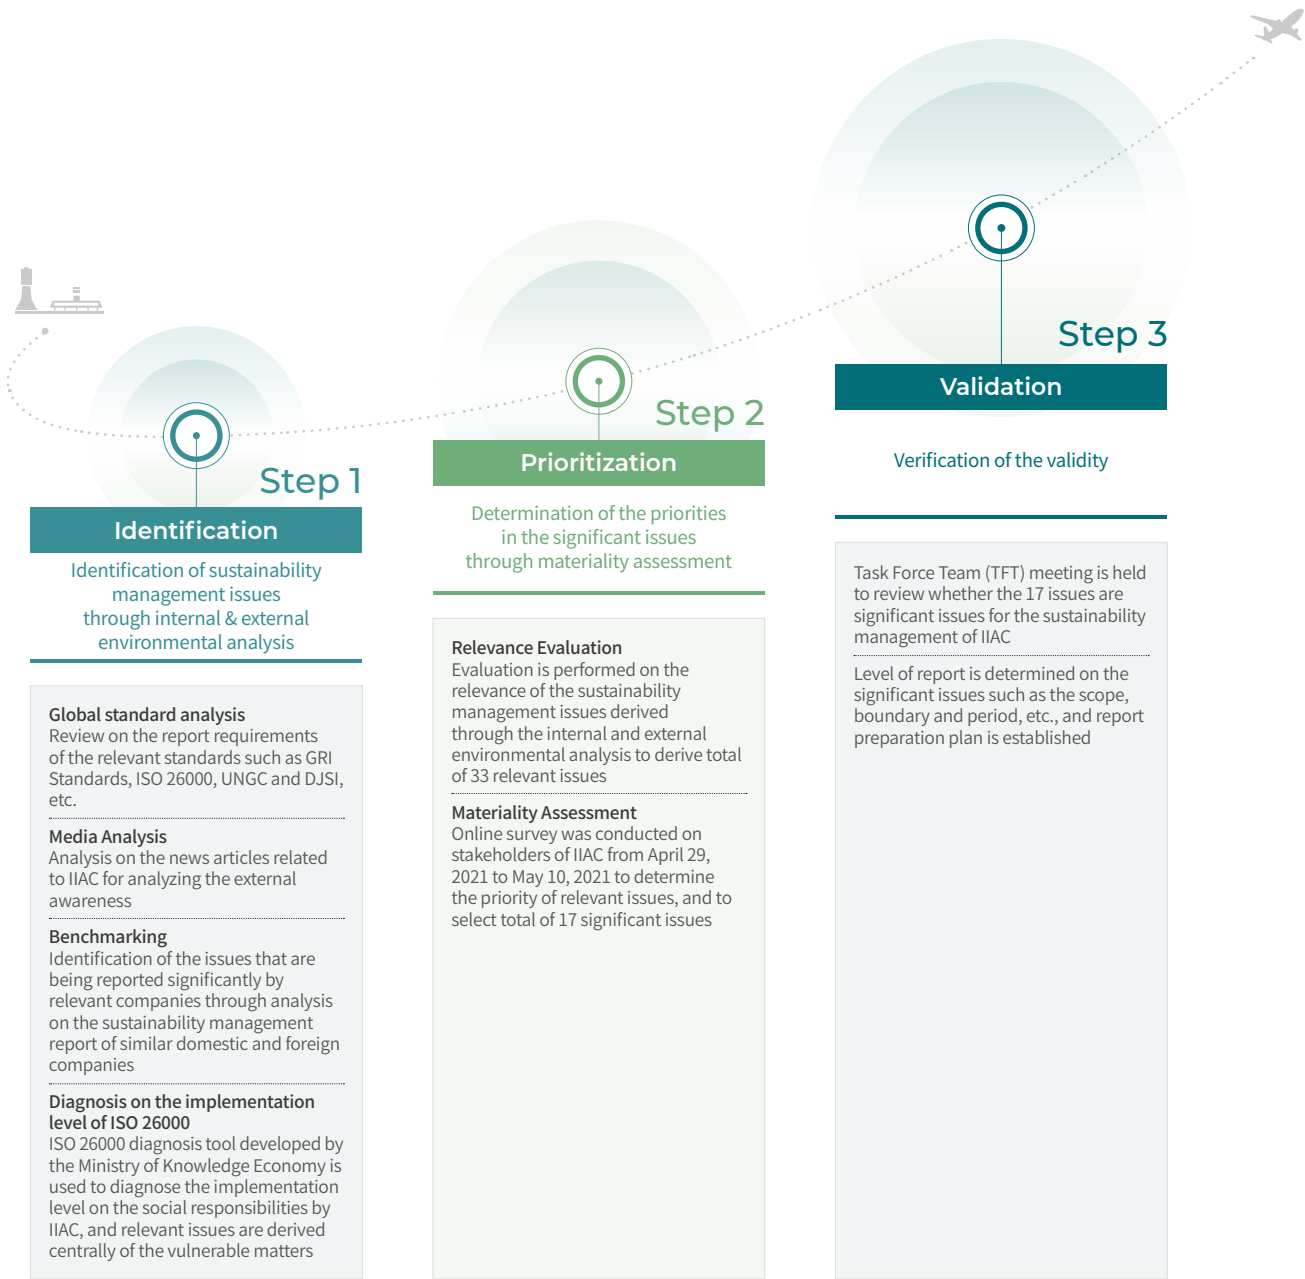 Step 1
Identification
Identification of sustainability
management issues
through internal & external
environmental analysis
Global standard analysis
Review on the report requirements
of the relevant standards such as GRI
Standards, ISO 26000, UNGC and DJSI,
etc.
Media Analysis
Analysis on the news articles related
to IIAC for analyzing the external
awareness
Benchmarking
Identification of the issues that are
being reported significantly by
relevant companies through analysis
on the sustainability management
report of similar domestic and foreign
companies
Diagnosis on the implementation
level of ISO 26000
ISO 26000 diagnosis tool developed by
the Ministry of Knowledge Economy is
used to diagnose the implementation
level on the social responsibilities by
IIAC, and relevant issues are derived
centrally of the vulnerable matters
Step 2
Prioritization
Determination of the priorities
in the significant issues
through materiality assessment
Relevance Evaluation
Evaluation is performed on the
relevance of the sustainability
management issues derived
through the internal and external
environmental analysis to derive total
of 33 relevant issues
Materiality Assessment
Online survey was conducted on
stakeholders of IIAC from April 29,
2021 to May 10, 2021 to determine
the priority of relevant issues, and to
select total of 17 significant issues
Step 3
Validation
Verification of the validity
Task Force Team (TFT) meeting is held
to review whether the 17 issues are
significant issues for the sustainability
management of IIAC
Level of report is determined on the
significant issues such as the scope,
boundary and period, etc., and report
preparation plan is established